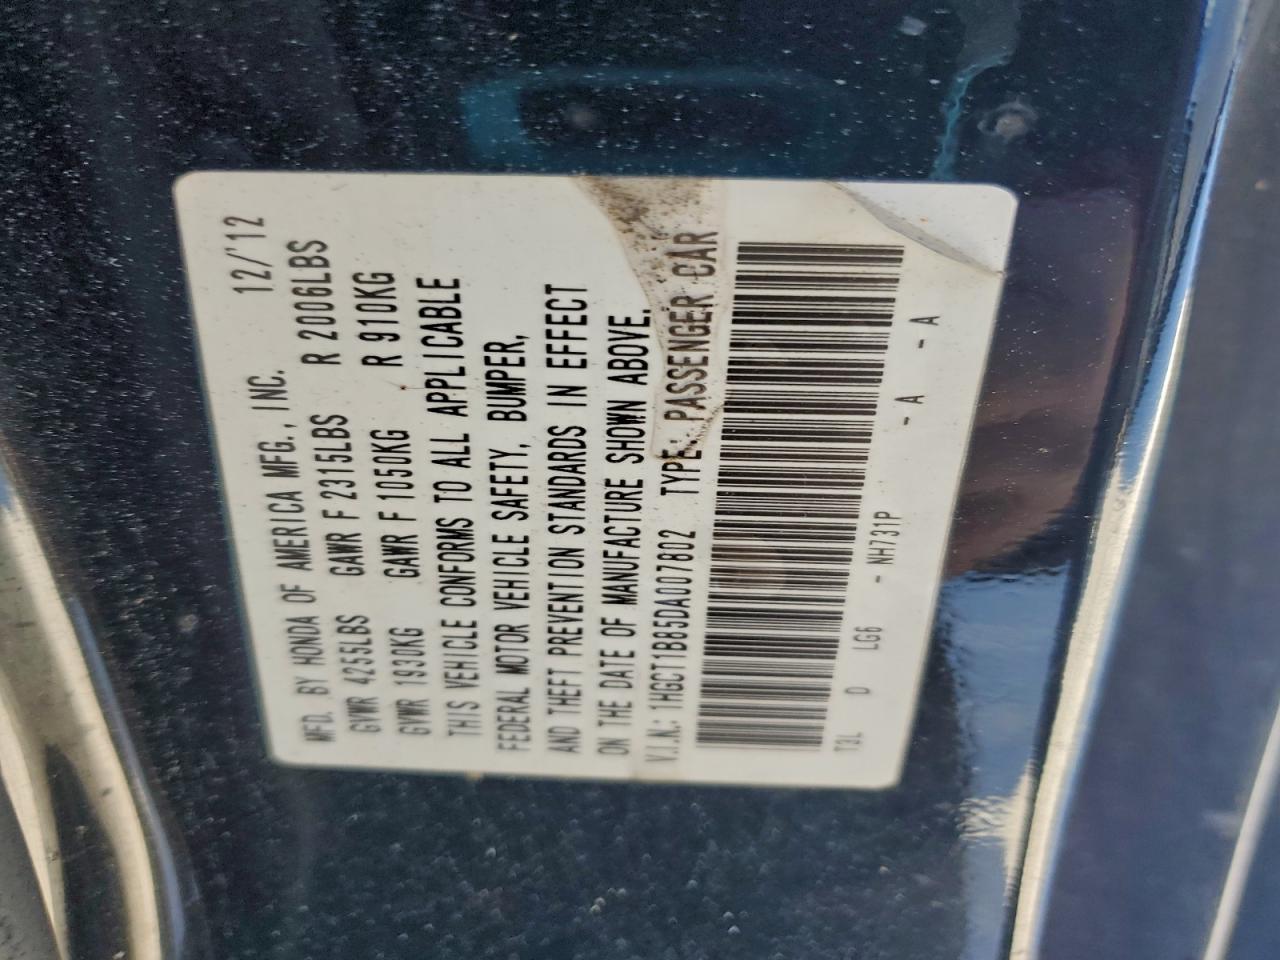 MFD. BY HONDA OF AMERICA MFG., INC. 12/'12
GVWR 4255LBS GAWR F 2315LBS R 2006LBS
GVWR 1930KG GAWR F 1050KG R 910KG
THIS VEHICLE CONFORMS TO ALL APPLICABLE
FEDERAL MOTOR VEHICLE SAFETY, BUMPER,
AND THEFT PREVENTION STANDARDS IN EFFECT
ON THE DATE OF MANUFACTURE SHOWN ABOVE.
V.I.N.: 1HGCT1B85DA007802 TYPE: PASSENGER CAR
T3L D LG6 - NH731P - A - A